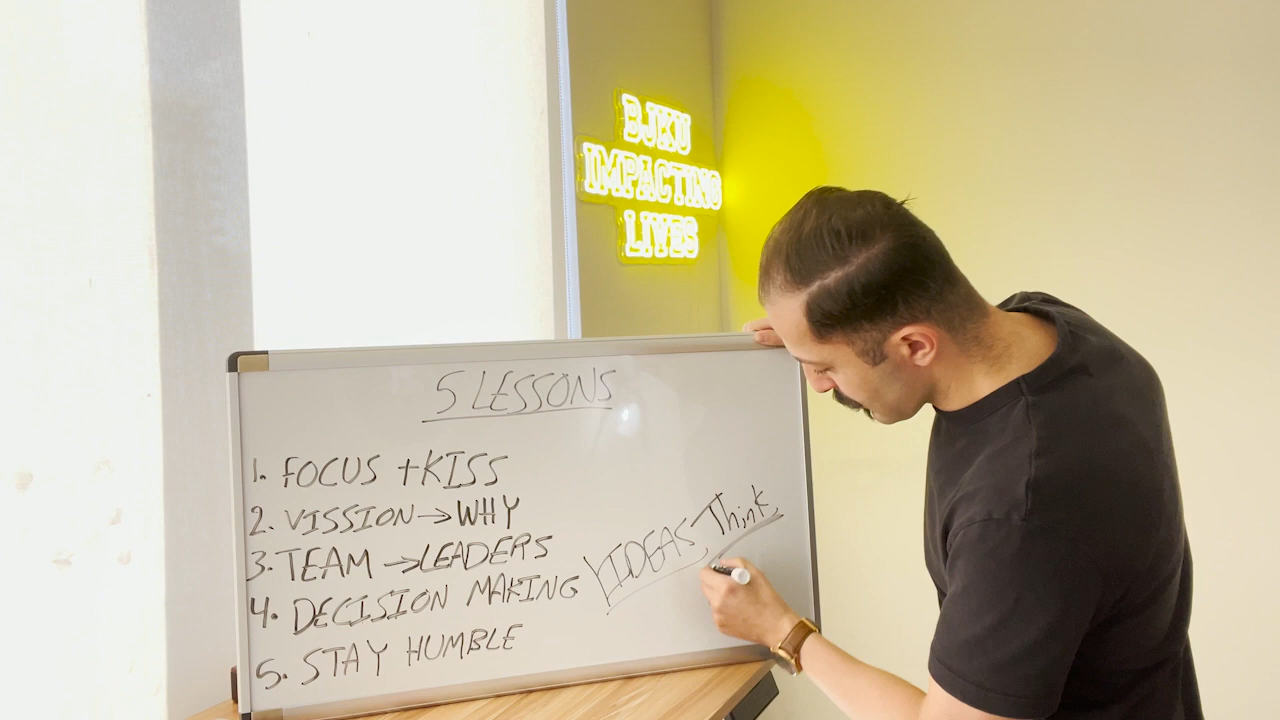 BJKU
IMPACTING
LIVES
5 LESSONS
1. FOCUS + KISS
2. VISSION → WHY
3. TEAM → LEADERS
4. DECISION MAKING
5. STAY HUMBLE
IDEAS, Think,